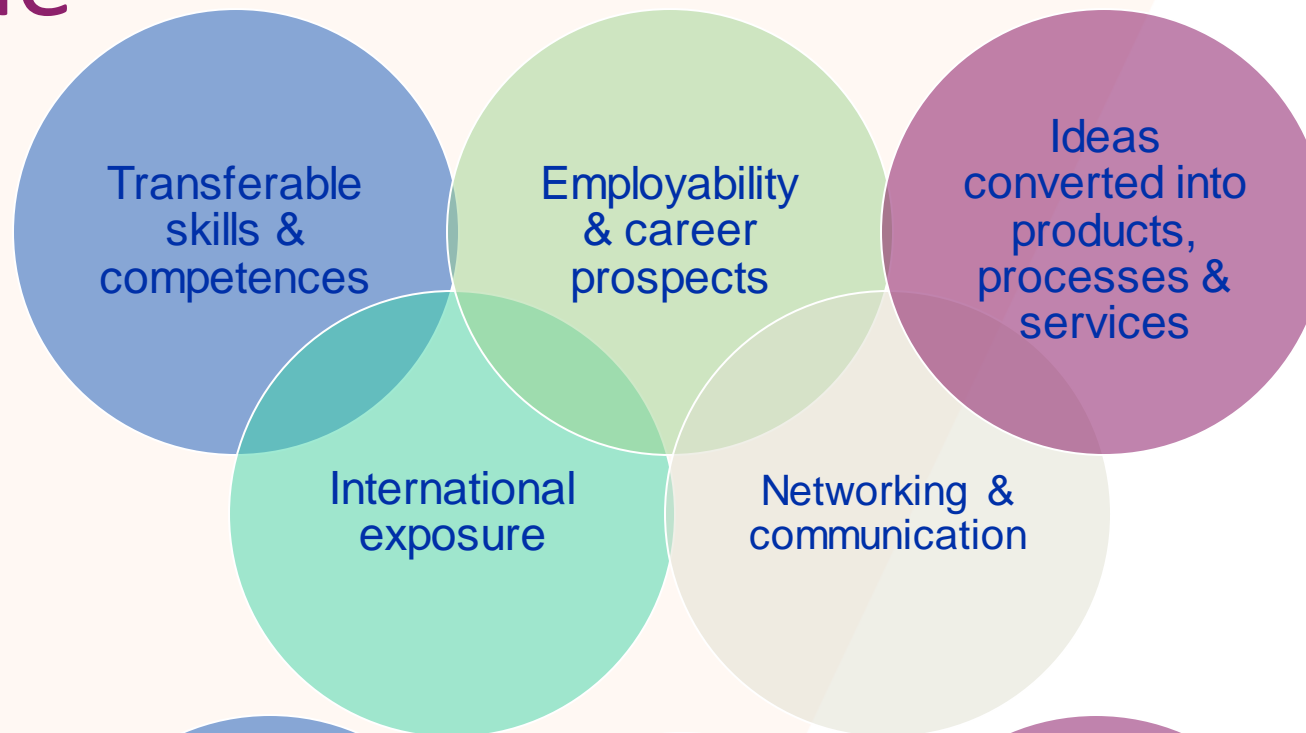 Transferable
skills &
competences
Employability
& career
prospects
Ideas
converted into
products,
processes &
services
International
exposure
Networking &
communication